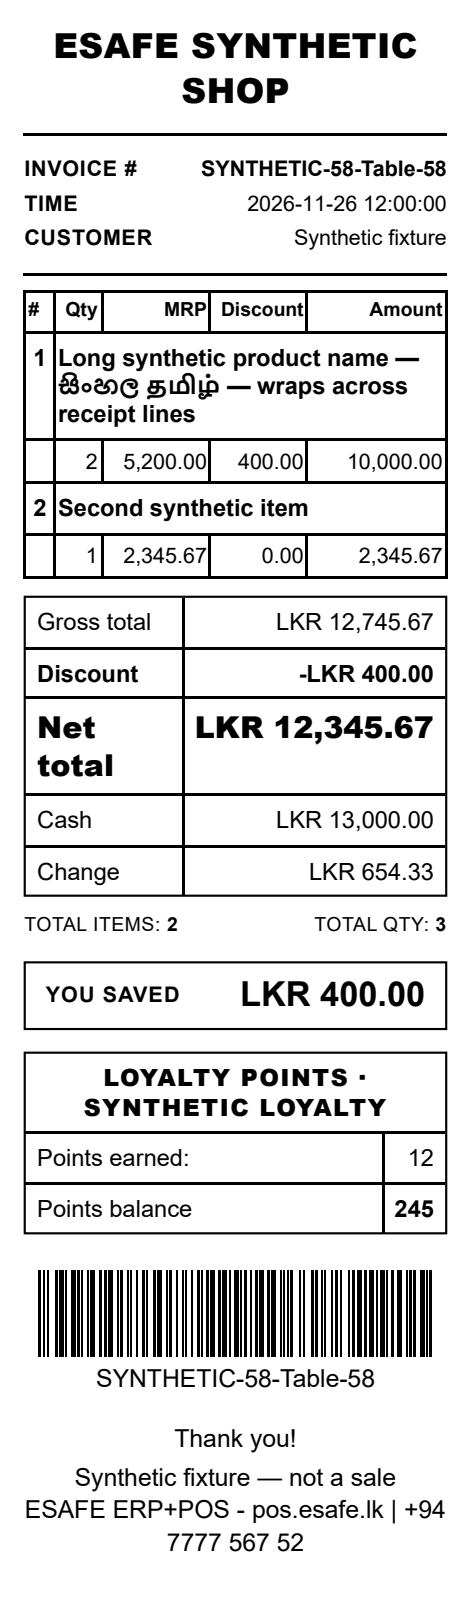 ESAFE SYNTHETIC
SHOP
INVOICE # SYNTHETIC-58-Table-58
TIME 2026-11-26 12:00:00
CUSTOMER Synthetic fixture
# Qty MRP Discount Amount
1 Long synthetic product name —
සිංහල தமிழ் — wraps across
receipt lines
2 5,200.00 400.00 10,000.00
2 Second synthetic item
1 2,345.67 0.00 2,345.67
Gross total LKR 12,745.67
Discount -LKR 400.00
Net LKR 12,345.67
total
Cash LKR 13,000.00
Change LKR 654.33
TOTAL ITEMS: 2 TOTAL QTY: 3
YOU SAVED LKR 400.00
LOYALTY POINTS ·
SYNTHETIC LOYALTY
Points earned: 12
Points balance 245
SYNTHETIC-58-Table-58
Thank you!
Synthetic fixture — not a sale
ESAFE ERP+POS - pos.esafe.lk | +94
7777 567 52